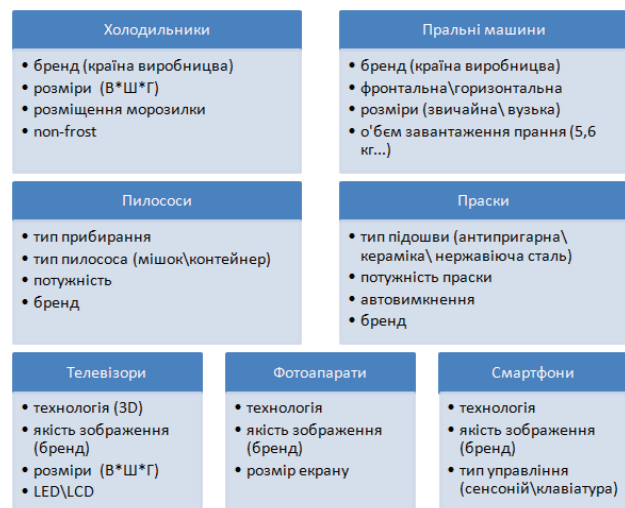 Холодильники
• бренд (країна виробницва)
• розміри (В*Ш*Г)
• розміщення морозилки
• non-frost
Пральні машини
• бренд (країна виробницва)
• фронтальна\горизонтальна
• розміри (звичайна\ вузька)
• о'бєм завантаження прання (5,6
кг...)
Пилососи
• тип прибирання
• тип пилососа (мішок\контейнер)
• потужність
• бренд
Праски
• тип підошви (антипригарна\
кераміка\ нержавіюча сталь)
• потужність праски
• автовимкнення
• бренд
Телевізори
• технологія (3D)
• якість зображення
(бренд)
• розміри (В*Ш*Г)
• LED\LCD
Фотоапарати
• технологія
• якість зображення
(бренд)
• розмір екрану
Смартфони
• технологія
• якість зображення
(бренд)
• тип управління
(сенсоній\клавіатура)